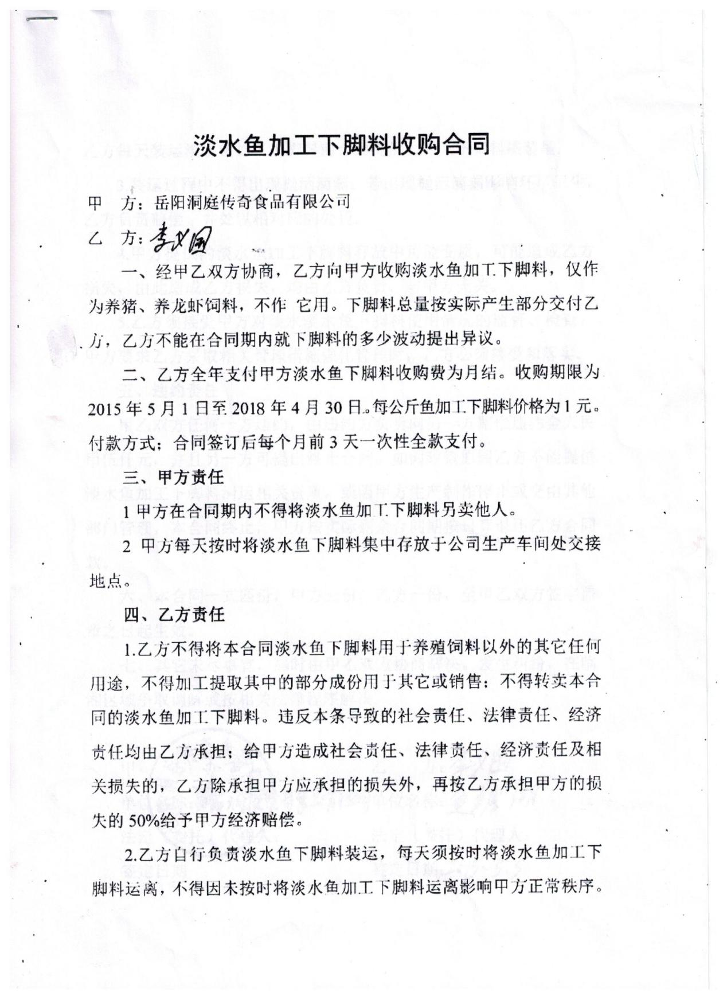 淡水鱼加工下脚料收购合同
甲　方：岳阳洞庭传奇食品有限公司
乙　方：李义国
一、经甲乙双方协商，乙方向甲方收购淡水鱼加工下脚料，仅作
为养猪、养龙虾饲料，不作 它用。下脚料总量按实际产生部分交付乙
方，乙方不能在合同期内就下脚料的多少波动提出异议。
二、乙方全年支付甲方淡水鱼下脚料收购费为月结。收购期限为
2015年5月1日至2018年4月30日。每公斤鱼加工下脚料价格为1元。
付款方式；合同签订后每个月前3天一次性全款支付。
三、甲方责任
1 甲方在合同期内不得将淡水鱼加工下脚料另卖他人。
2 甲方每天按时将淡水鱼下脚料集中存放于公司生产车间处交接
地点。
四、乙方责任
1.乙方不得将本合同淡水鱼下脚料用于养殖饲料以外的其它任何
用途，不得加工提取其中的部分成份用于其它或销售；不得转卖本合
同的淡水鱼加工下脚料。违反本条导致的社会责任、法律责任、经济
责任均由乙方承担；给甲方造成社会责任、法律责任、经济责任及相
关损失的，乙方除承担甲方应承担的损失外，再按乙方承担甲方的损
失的50%给予甲方经济赔偿。
2.乙方自行负责淡水鱼下脚料装运，每天须按时将淡水鱼加工下
脚料运离，不得因未按时将淡水鱼加工下脚料运离影响甲方正常秩序。